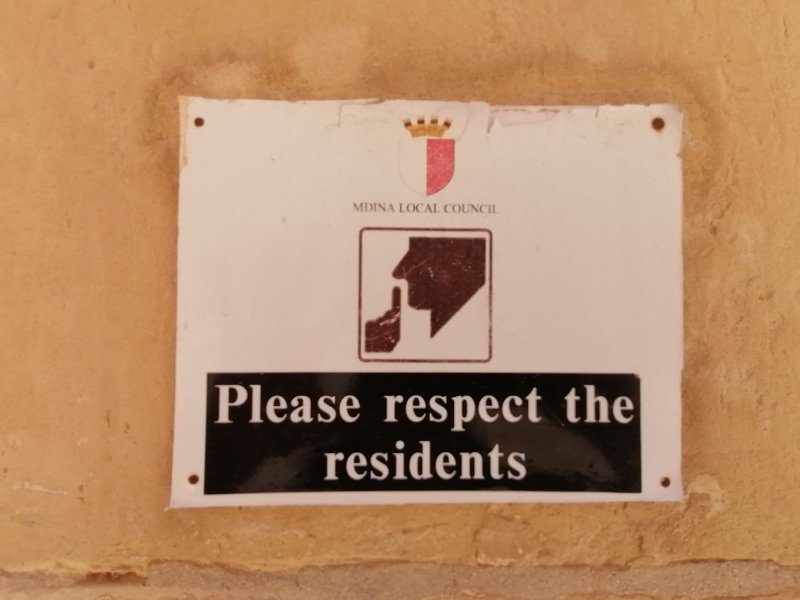 MDINA LOCAL COUNCIL
Please respect the
residents